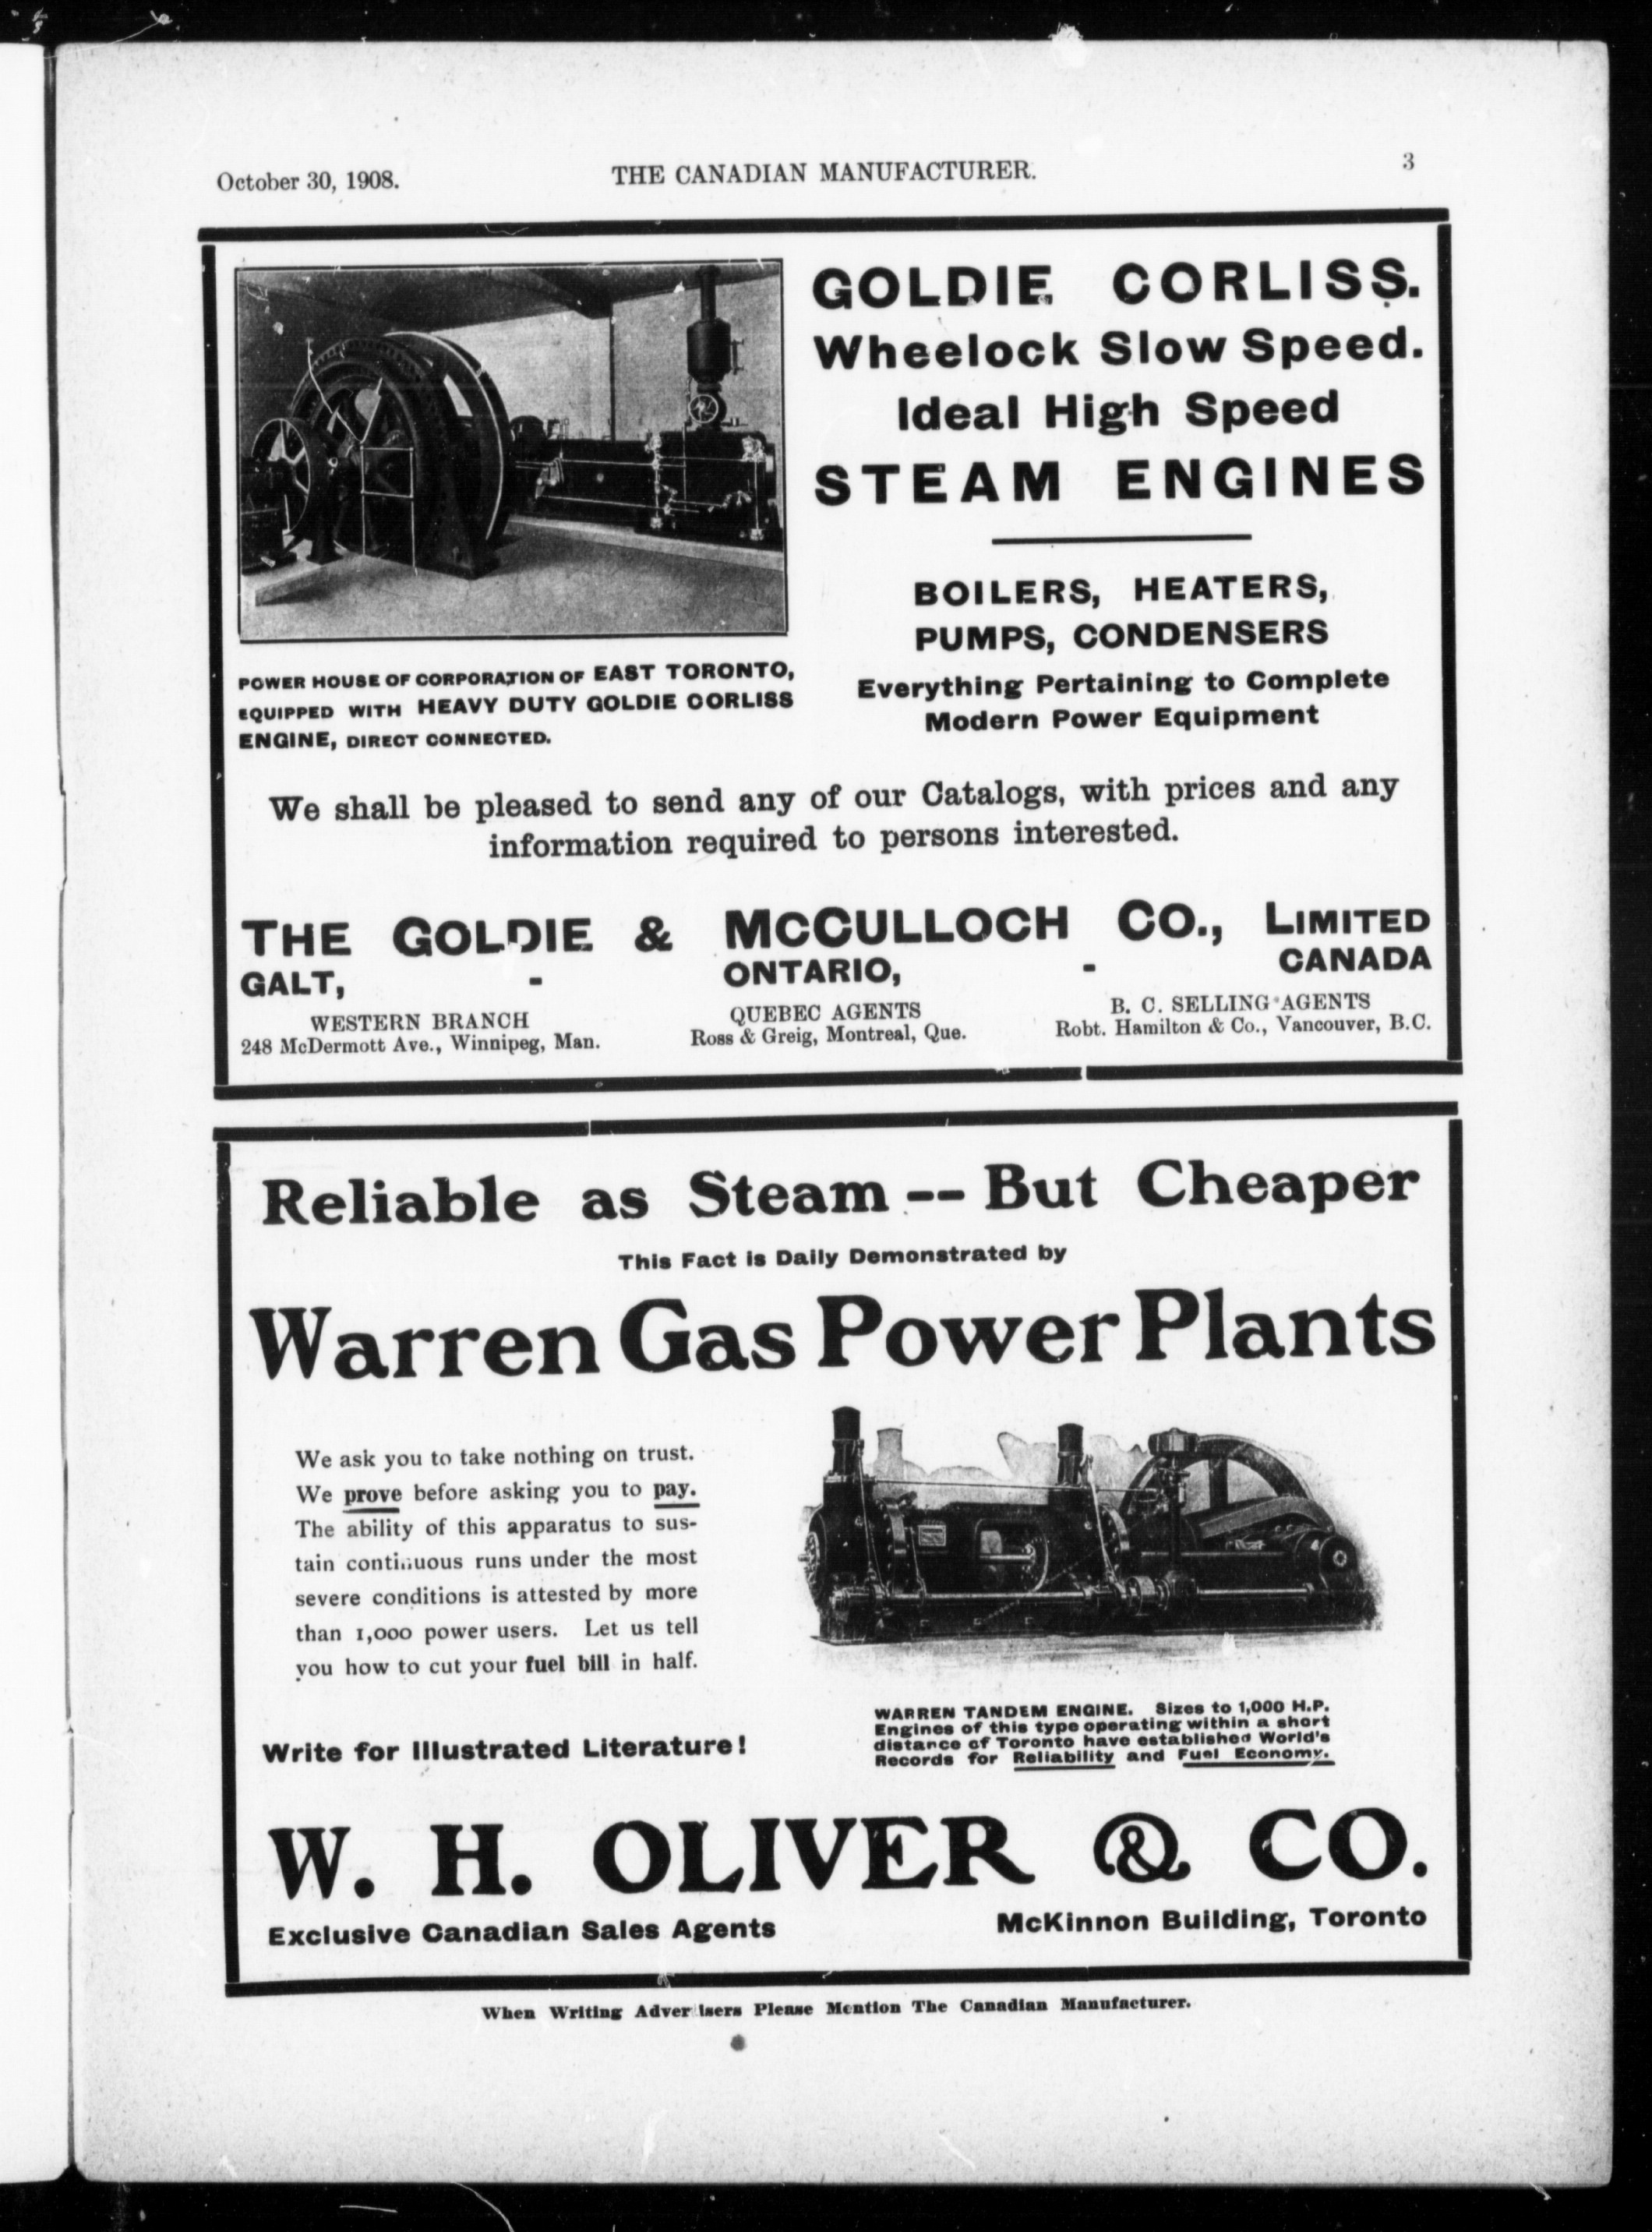 October 30, 1908.
THE CANADIAN MANUFACTURER.
3
GOLDIE CORLISS.
Wheelock Slow Speed.
Ideal High Speed
STEAM ENGINES
BOILERS, HEATERS,
PUMPS, CONDENSERS
Everything Pertaining to Complete
Modern Power Equipment
POWER HOUSE OF CORPORATION OF EAST TORONTO,
EQUIPPED WITH HEAVY DUTY GOLDIE CORLISS
ENGINE, DIRECT CONNECTED.
We shall be pleased to send any of our Catalogs, with prices and any
information required to persons interested.
THE GOLDIE & MCCULLOCH CO., LIMITED
GALT, - ONTARIO, - CANADA
WESTERN BRANCH
248 McDermott Ave., Winnipeg, Man.
QUEBEC AGENTS
Ross & Greig, Montreal, Que.
B. C. SELLING AGENTS
Robt. Hamilton & Co., Vancouver, B.C.
Reliable as Steam -- But Cheaper
This Fact is Daily Demonstrated by
Warren Gas Power Plants
We ask you to take nothing on trust.
We prove before asking you to pay.
The ability of this apparatus to sus-
tain continuous runs under the most
severe conditions is attested by more
than 1,000 power users. Let us tell
you how to cut your fuel bill in half.
Write for Illustrated Literature!
WARREN TANDEM ENGINE. Sizes to 1,000 H.P.
Engines of this type operating within a short
distance of Toronto have established World's
Records for Reliability and Fuel Economy.
W. H. OLIVER & CO.
Exclusive Canadian Sales Agents
McKinnon Building, Toronto
When Writing Advertisers Please Mention The Canadian Manufacturer.